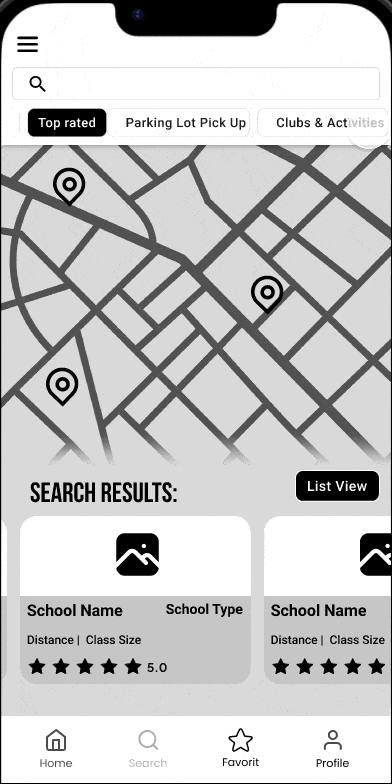 Top rated Parking Lot Pick Up Clubs & Activities
SEARCH RESULTS:
List View
School Name School Type
Distance | Class Size
5.0
School Name
Distance | Class Size
Home Search Favorit Profile